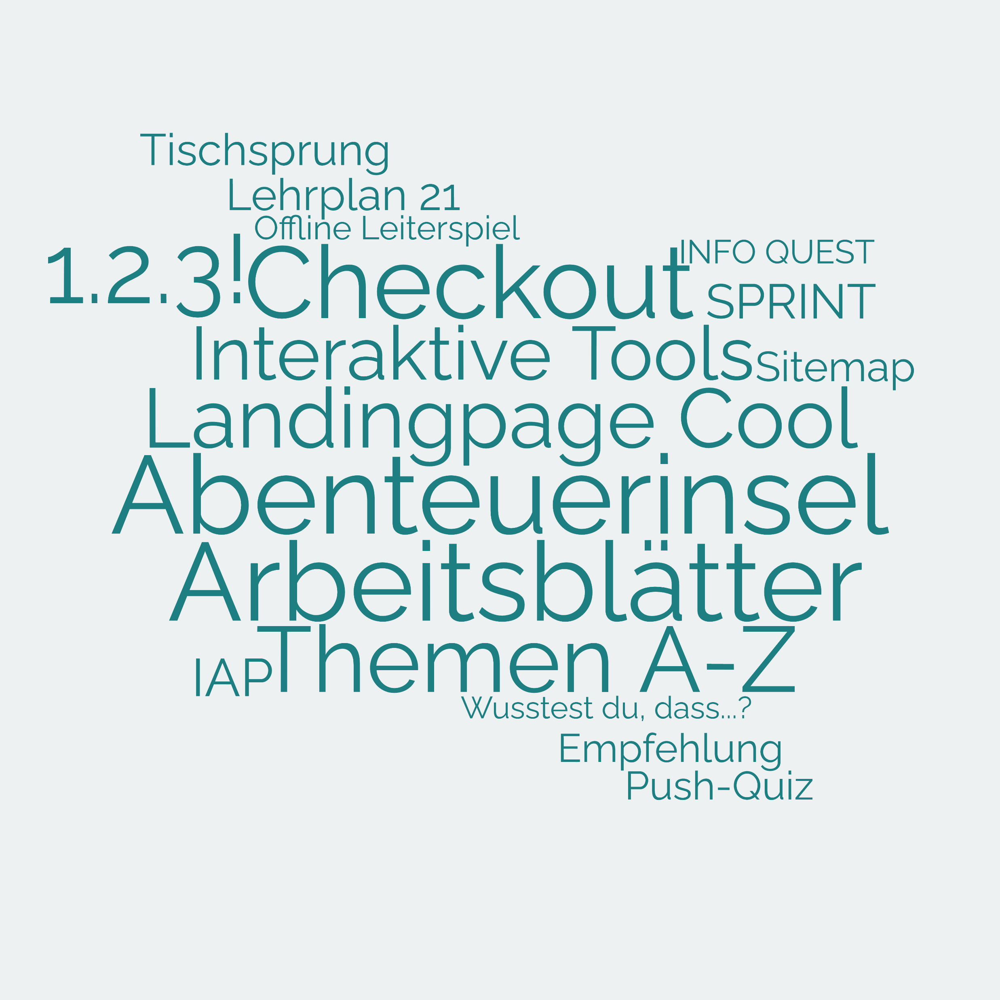 Tischsprung
Lehrplan 21
Offline Leiterspiel
1.2.3!
Checkout
INFO QUEST
SPRINT
Interaktive Tools
Sitemap
Landingpage Cool
Abenteuerinsel
Arbeitsblätter
IAP
Themen A-Z
Wusstest du, dass...?
Empfehlung
Push-Quiz